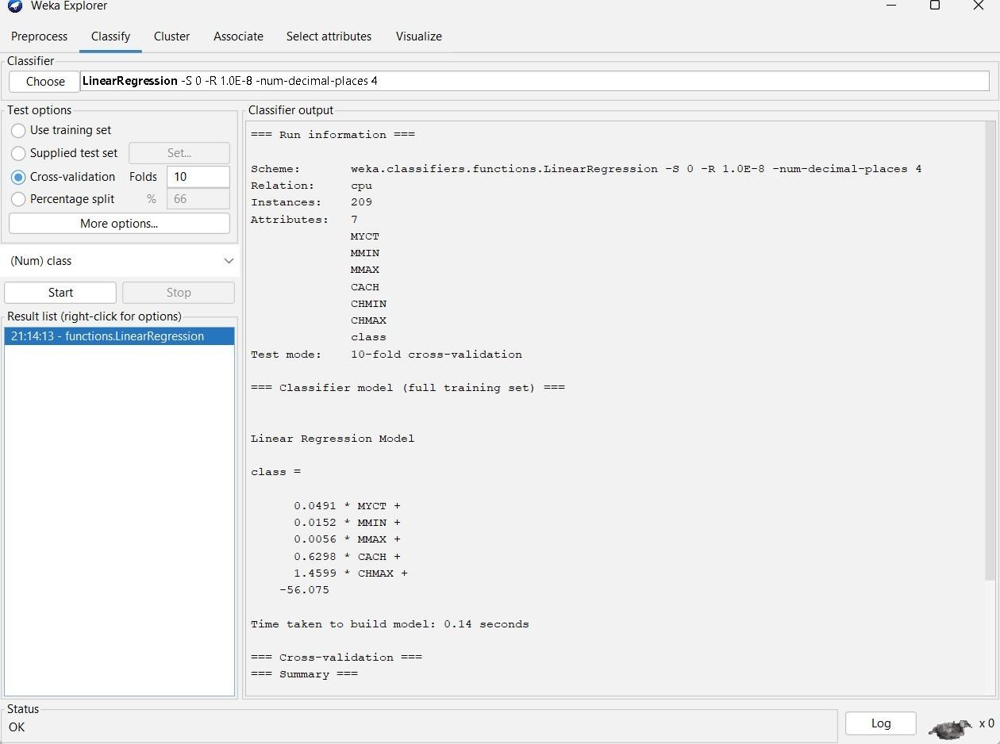 Weka Explorer
Preprocess Classify Cluster Associate Select attributes Visualize
Classifier
Choose LinearRegression -S 0 -R 1.0E-8 -num-decimal-places 4
Test options
Use training set
Supplied test set Set...
Cross-validation Folds 10
Percentage split % 66
More options...
(Num) class
Start Stop
Result list (right-click for options)
21:14:13 - functions.LinearRegression
Classifier output
=== Run information ===
Scheme: weka.classifiers.functions.LinearRegression -S 0 -R 1.0E-8 -num-decimal-places 4
Relation: cpu
Instances: 209
Attributes: 7
MYCT
MMIN
MMAX
CACH
CHMIN
CHMAX
class
Test mode: 10-fold cross-validation
=== Classifier model (full training set) ===
Linear Regression Model
class =
0.0491 * MYCT +
0.0152 * MMIN +
0.0056 * MMAX +
0.6298 * CACH +
1.4599 * CHMAX +
-56.075
Time taken to build model: 0.14 seconds
=== Cross-validation ===
=== Summary ===
Status
OK
Log
x 0